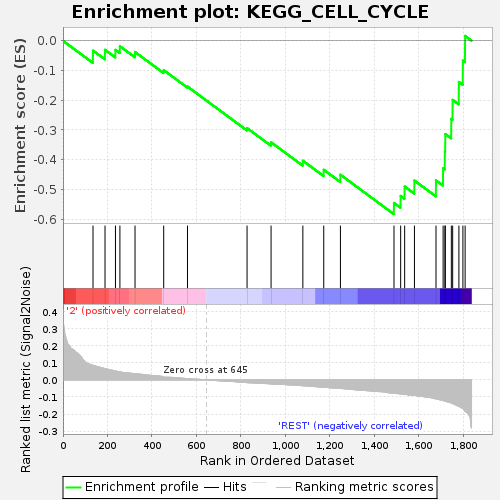 Enrichment plot: KEGG_CELL_CYCLE
Enrichment score (ES)
0.0
-0.1
-0.2
-0.3
-0.4
-0.5
-0.6
Ranked list metric (Signal2Noise)
'2' (positively correlated)
0.4
0.3
0.2
0.1
0.0
-0.1
-0.2
-0.3
Zero cross at 645
'REST' (negatively correlated)
0 200 400 600 800 1,000 1,200 1,400 1,600 1,800
Rank in Ordered Dataset
Enrichment profile Hits Ranking metric scores